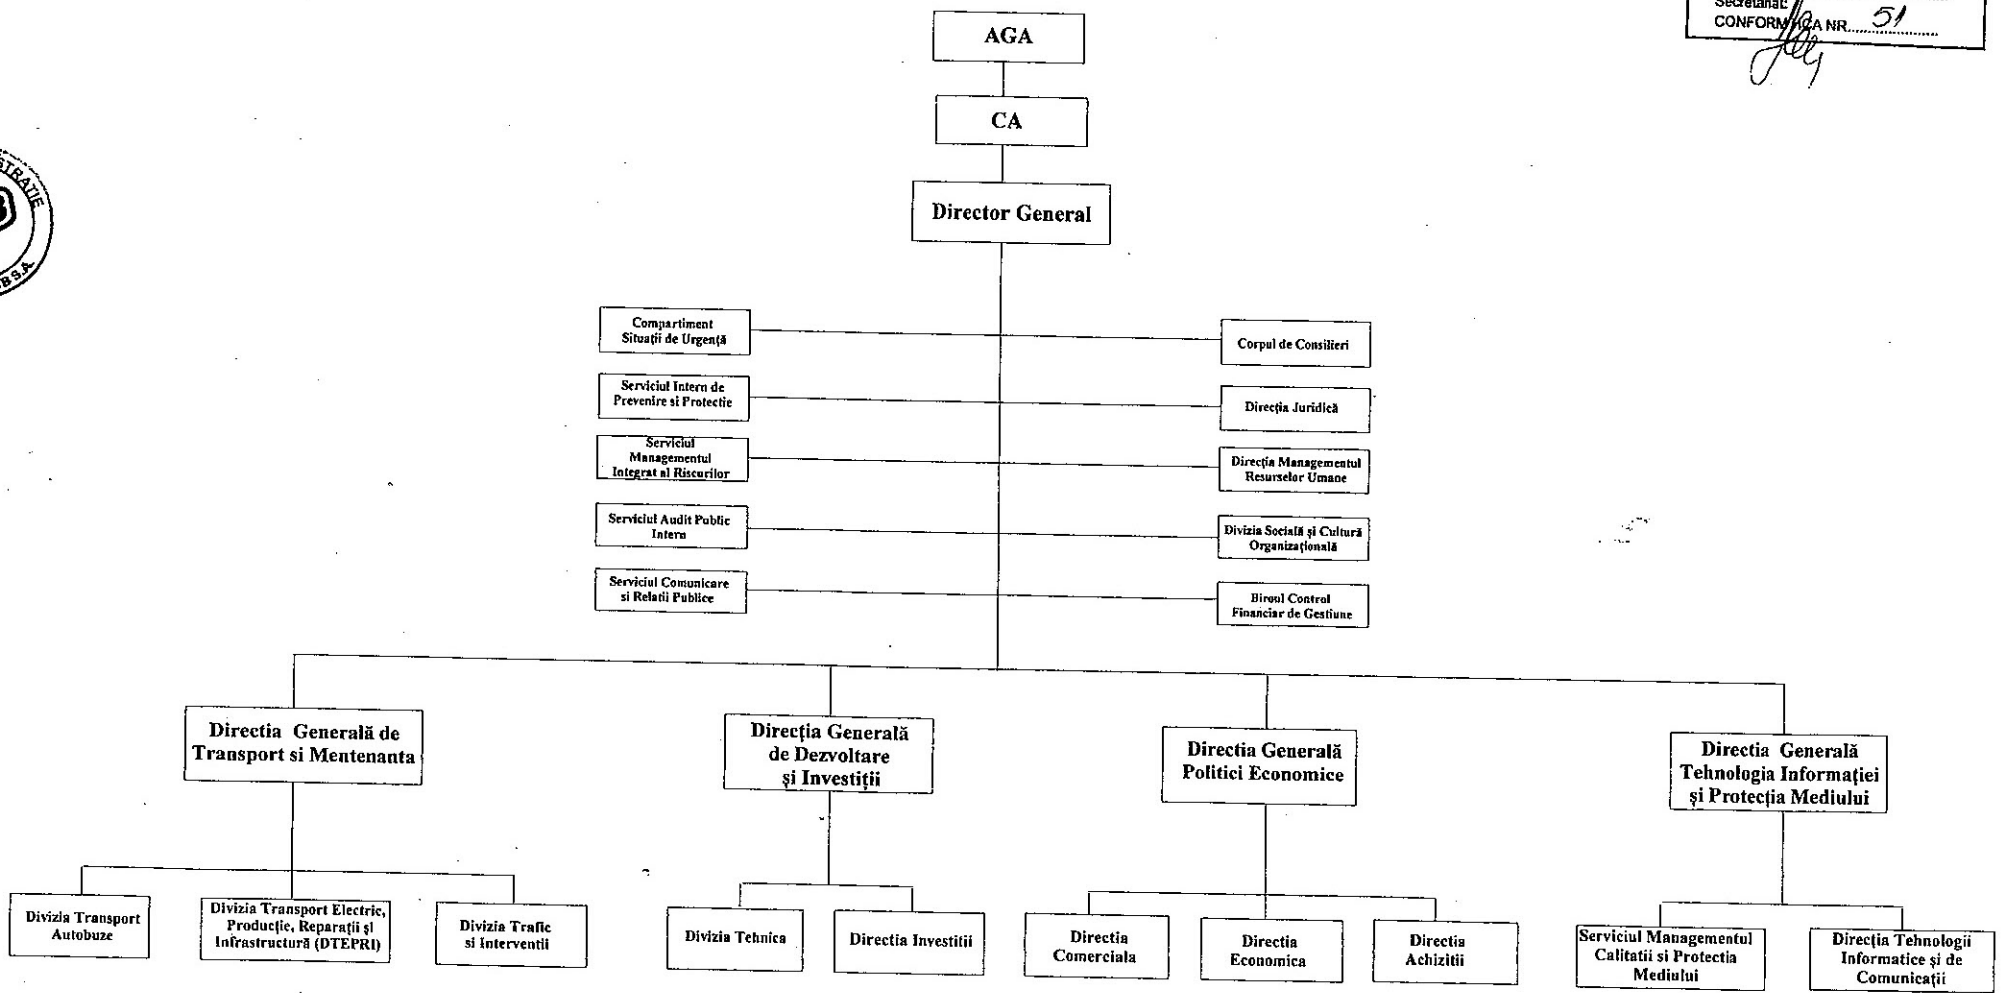 Secretariat:
CONFORM CA NR. 51
AGA
CA
Director General
STRAȚIE
B S.A.
Compartiment
Situații de Urgență
Corpul de Consilieri
Serviciul Intern de
Prevenire si Protectie
Direcția Juridică
Serviciul
Managementul
Integrat al Riscurilor
Direcția Managementul
Resurselor Umane
Serviciul Audit Public
Intern
Divizia Socială și Cultură
Organizațională
Serviciul Comunicare
si Relatii Publice
Biroul Control
Financiar de Gestiune
Directia Generală de
Transport si Mentenanta
Direcția Generală
de Dezvoltare
și Investiții
Directia Generală
Politici Economice
Directia Generală
Tehnologia Informației
și Protecția Mediului
Divizia Transport
Autobuze
Divizia Transport Electric,
Producție, Reparații și
Infrastructură (DTEPRI)
Divizia Trafic
si Interventii
Divizia Tehnica
Directia Investitii
Directia
Comerciala
Directia
Economica
Directia
Achizitii
Serviciul Managementul
Calitatii si Protectia
Mediului
Direcția Tehnologii
Informatice și de
Comunicații